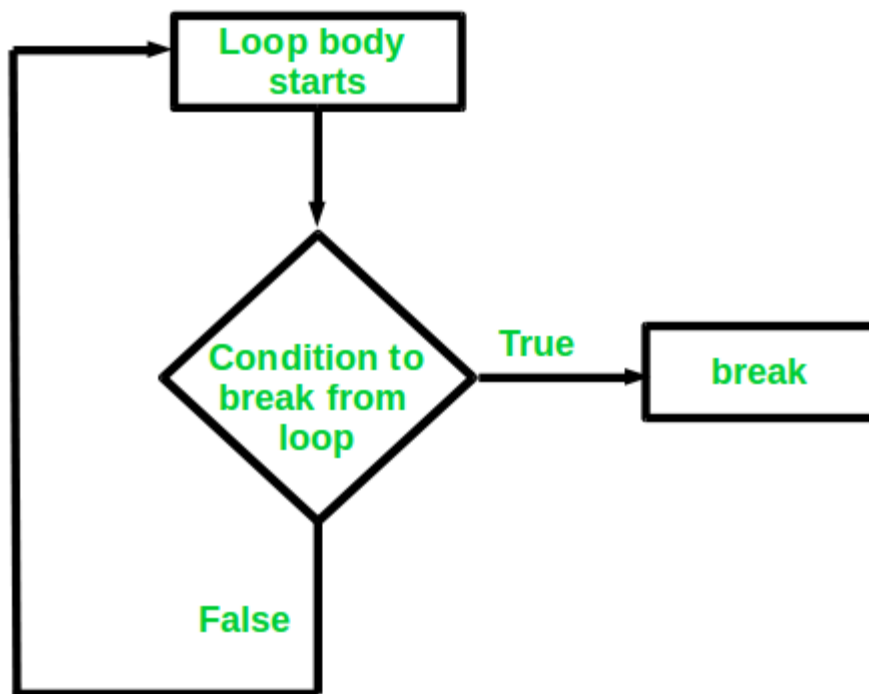 Loop body
starts
Condition to
break from
loop
True
break
False